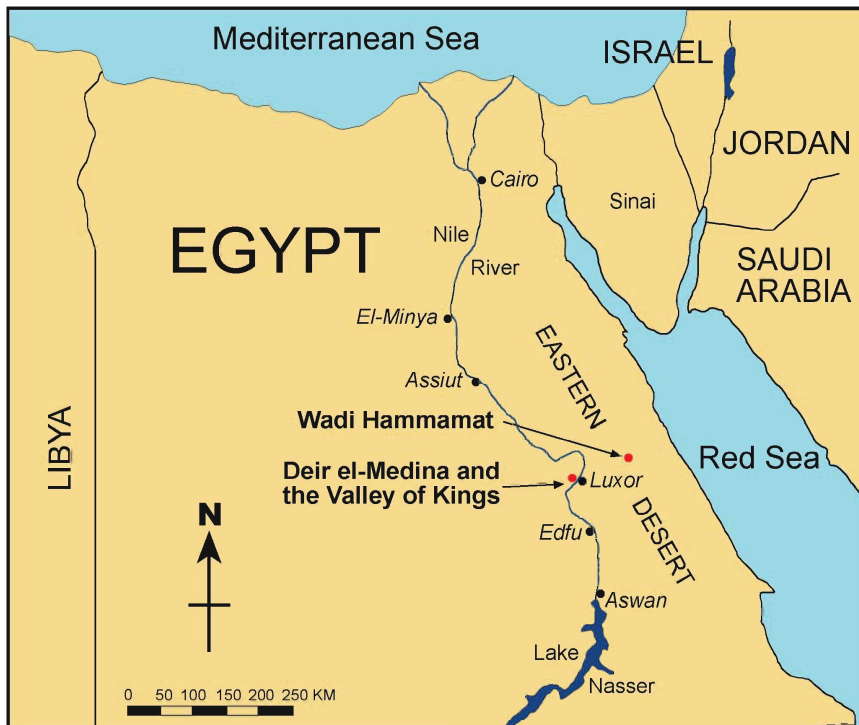 Mediterranean Sea
ISRAEL
JORDAN
Cairo
Sinai
EGYPT
Nile
River
SAUDI
ARABIA
El-Minya
EASTERN
Assiut
Wadi Hammamat
LIBYA
Red Sea
Deir el-Medina and
the Valley of Kings
Luxor
N
Edfu
DESERT
Aswan
Lake
Nasser
0 50 100 150 200 250 KM